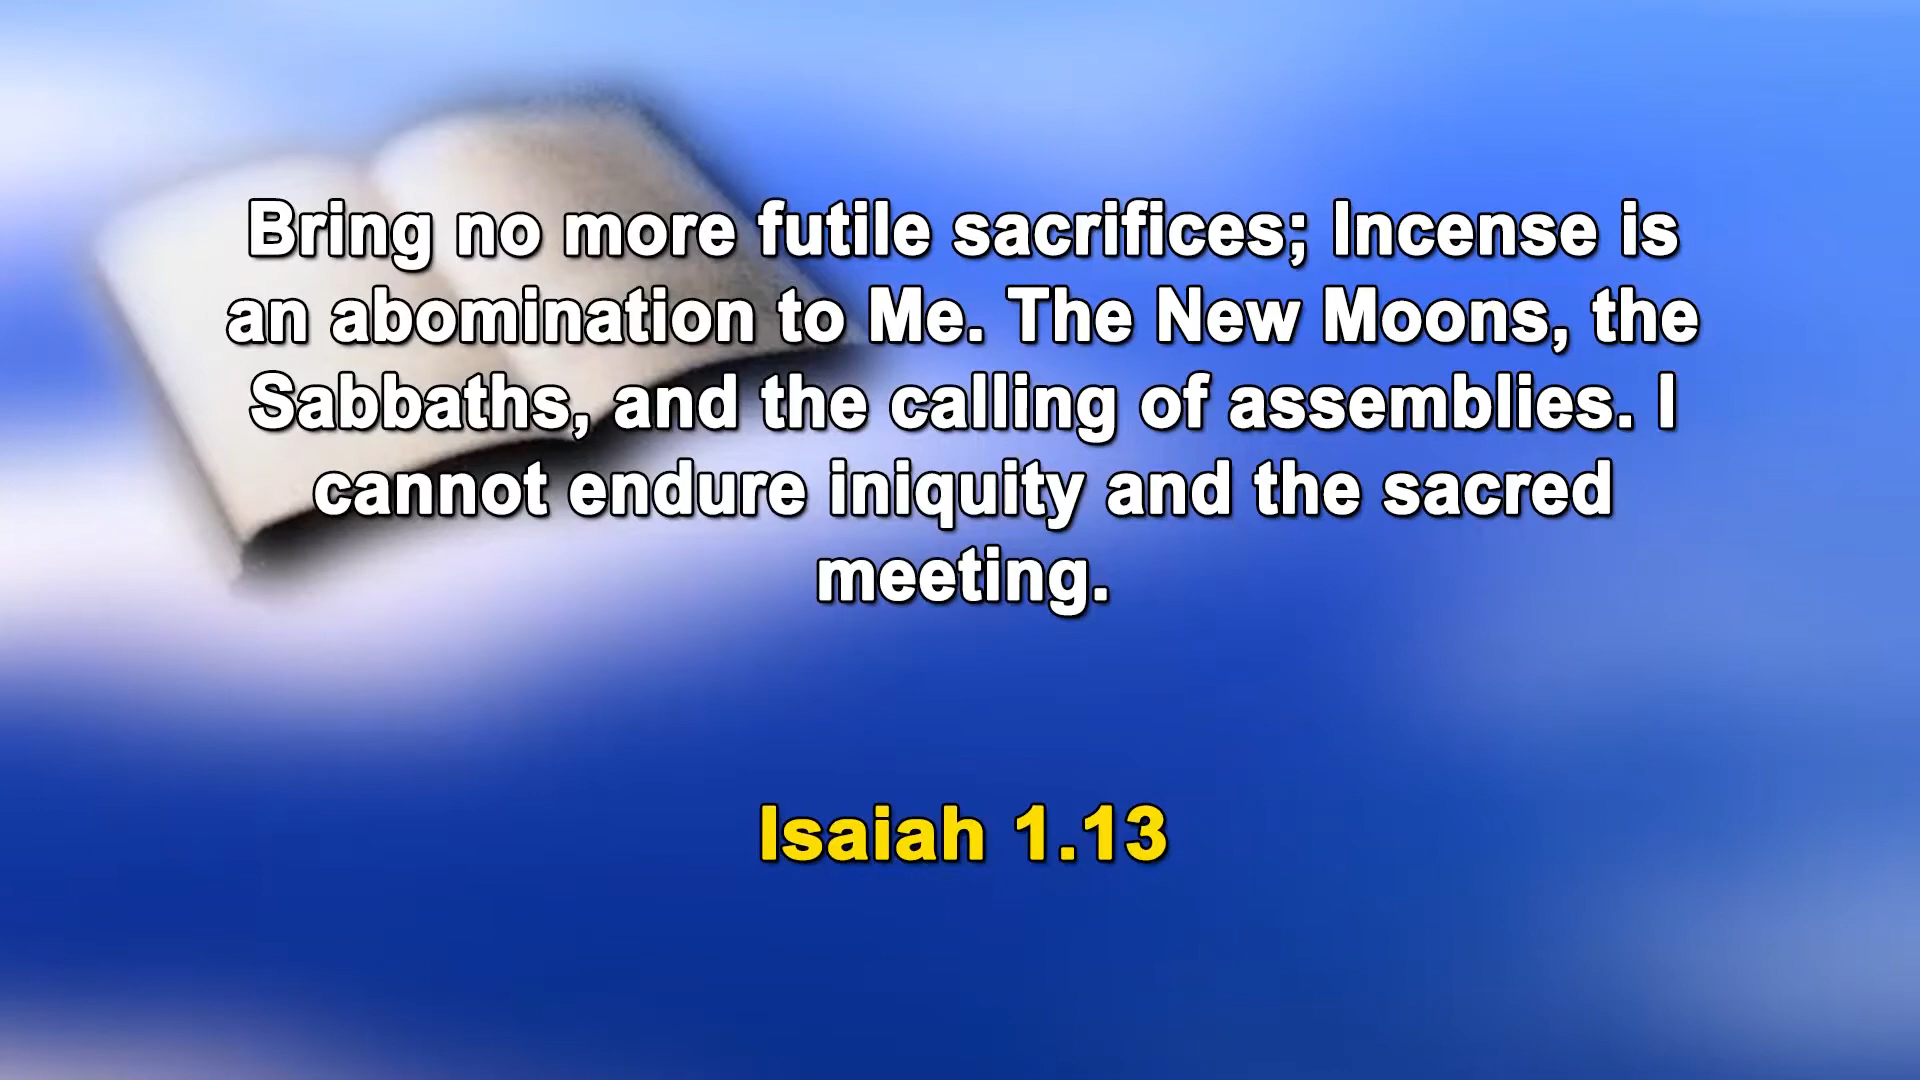 Bring no more futile sacrifices; Incense is
an abomination to Me. The New Moons, the
Sabbaths, and the calling of assemblies. I
cannot endure iniquity and the sacred
meeting.
Isaiah 1.13